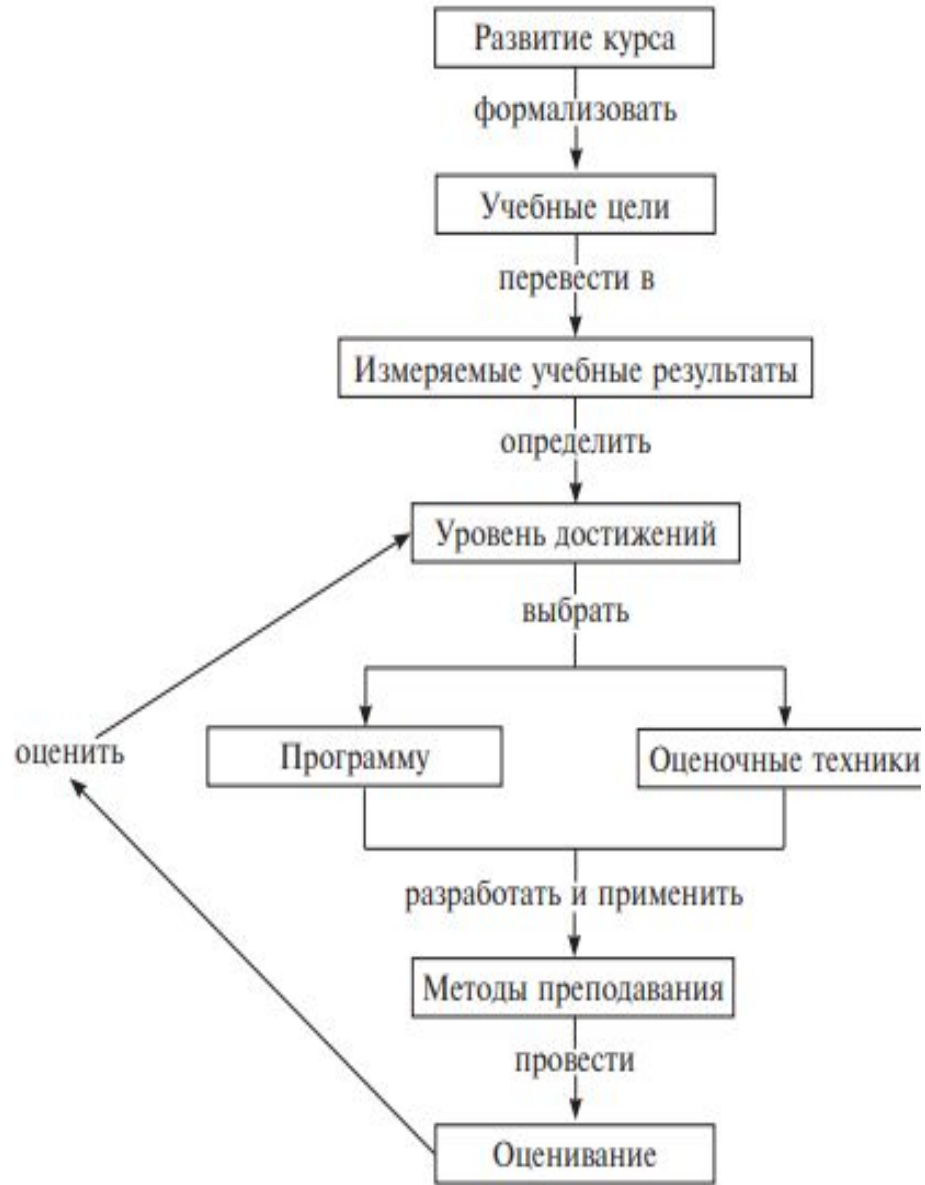 Развитие курса
формализовать
Учебные цели
перевести в
Измеряемые учебные результаты
определить
Уровень достижений
выбрать
оценить
Программу
Оценочные техники
разработать и применить
Методы преподавания
провести
Оценивание